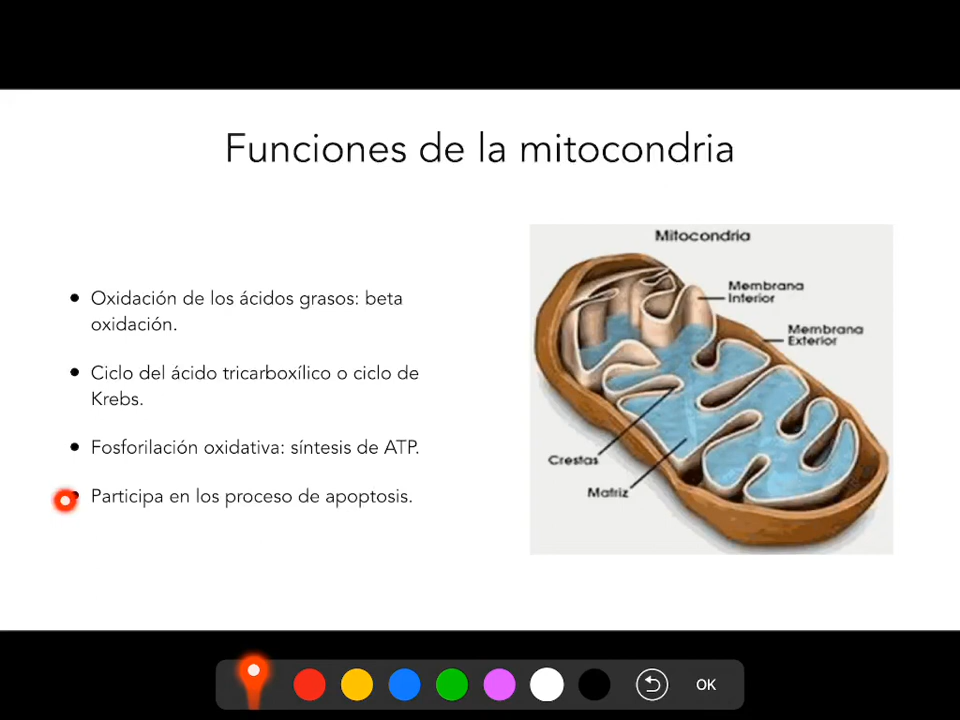 Funciones de la mitocondria
Oxidación de los ácidos grasos: beta
oxidación.
Ciclo del ácido tricarboxílico o ciclo de
Krebs.
Fosforilación oxidativa: síntesis de ATP.
Participa en los proceso de apoptosis.
Mitocondria
Membrana
Interior
Membrana
Exterior
Crestas
Matriz
OK